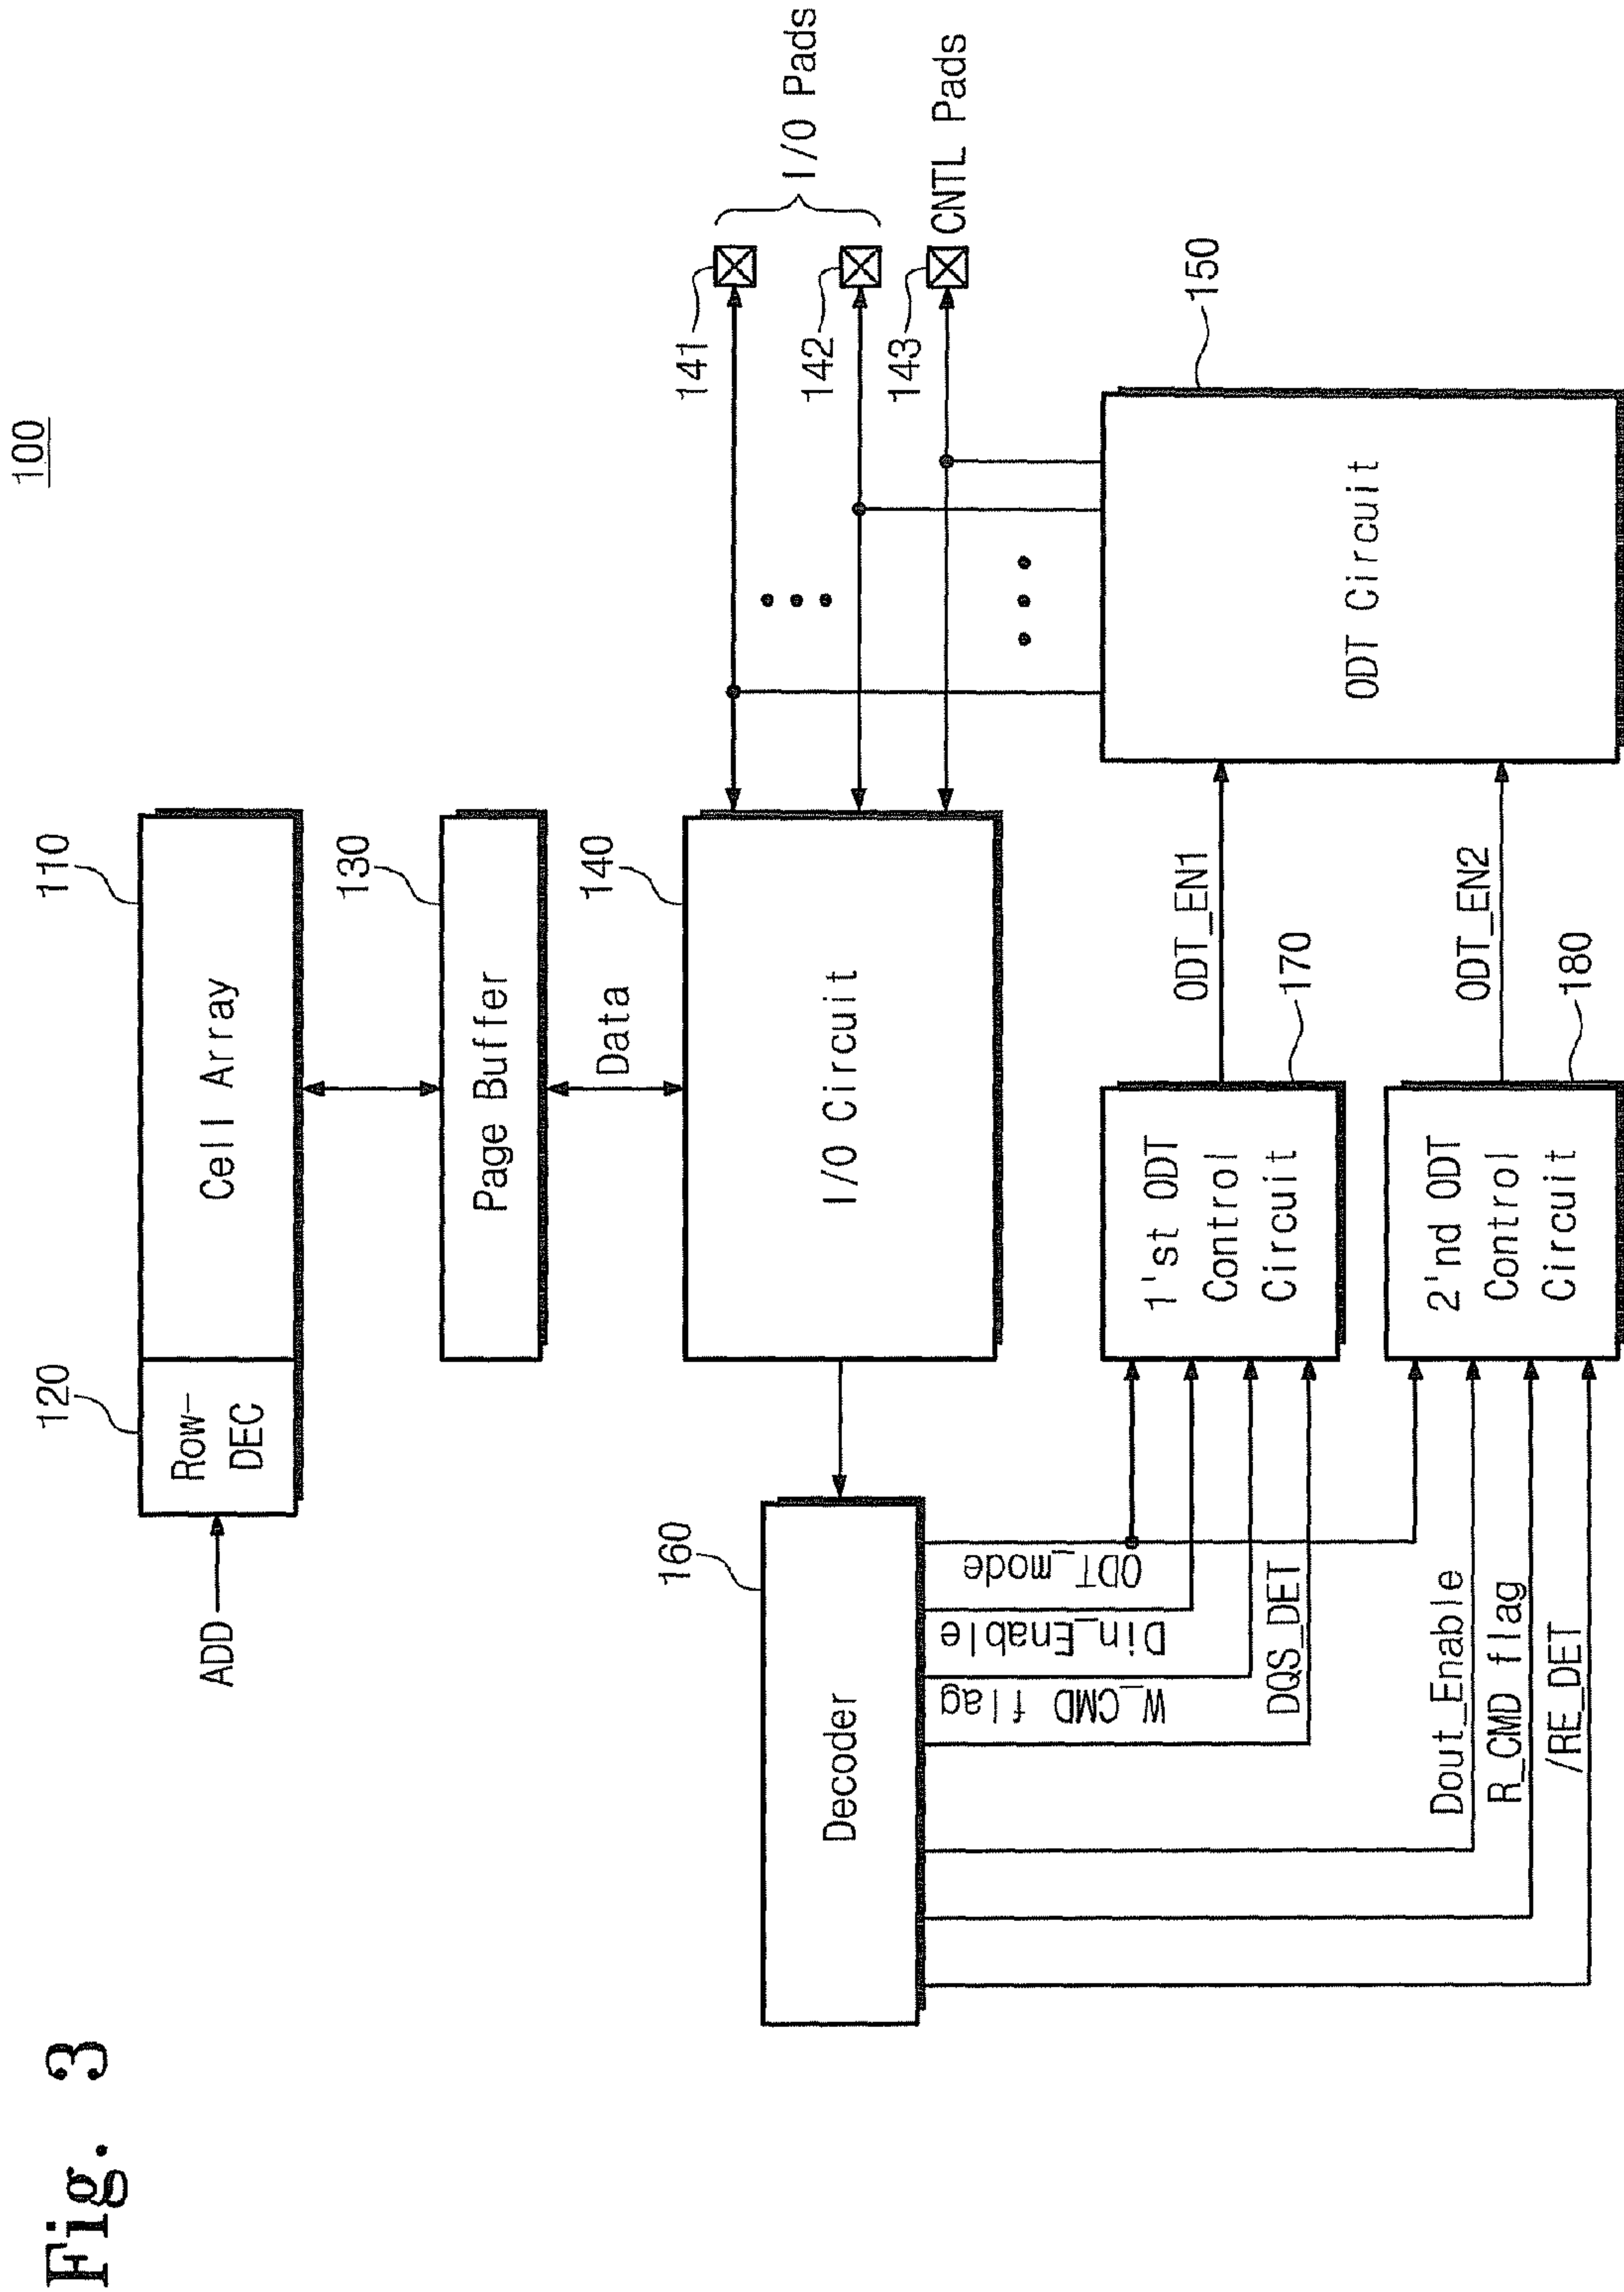 Fig. 3
100
110
120
Row-
DEC
Cell Array
ADD
130
Page Buffer
Data
140
I/O Circuit
141
142
143
I/O Pads
CNTL Pads
160
Decoder
ODT_mode
Din_Enable
W_CMD flag
DQS_DET
Dout_Enable
R_CMD flag
/RE_DET
1'st ODT
Control
Circuit
170
ODT_EN1
2'nd ODT
Control
Circuit
180
ODT_EN2
150
ODT Circuit